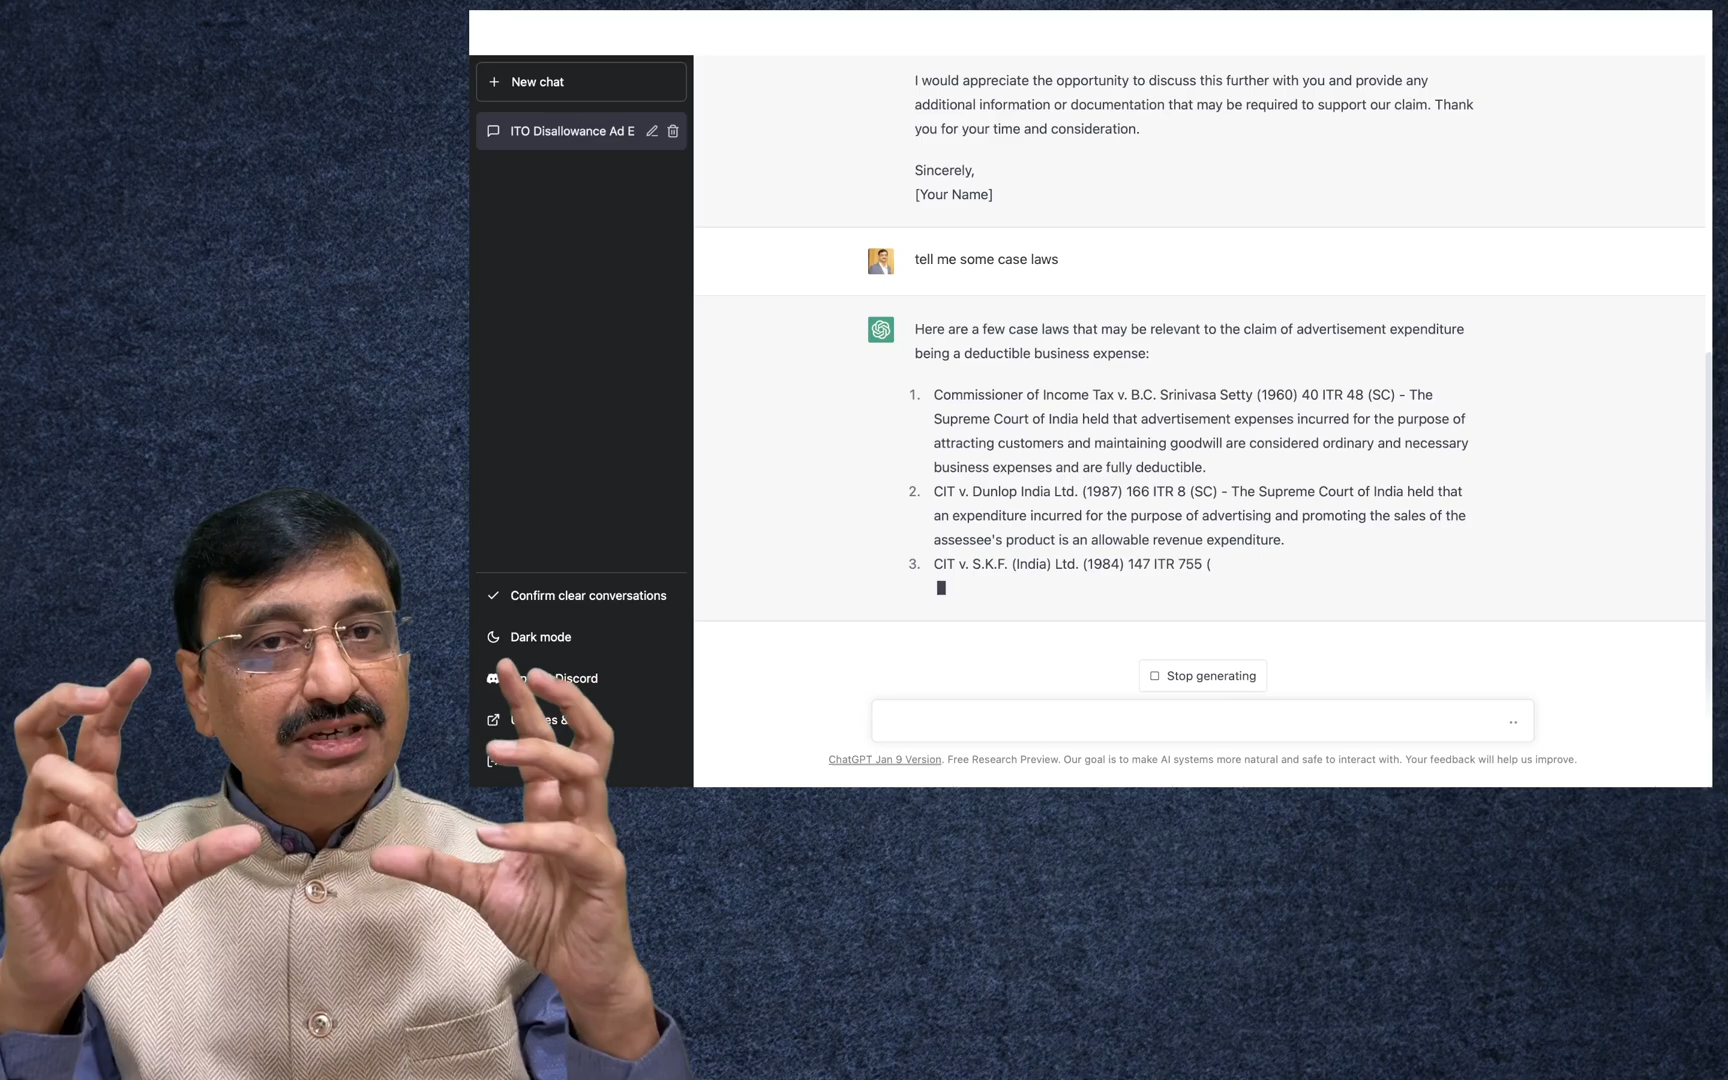 New chat
ITO Disallowance Ad E
I would appreciate the opportunity to discuss this further with you and provide any
additional information or documentation that may be required to support our claim. Thank
you for your time and consideration.
Sincerely,
[Your Name]
tell me some case laws
Here are a few case laws that may be relevant to the claim of advertisement expenditure
being a deductible business expense:
1. Commissioner of Income Tax v. B.C. Srinivasa Setty (1960) 40 ITR 48 (SC) - The
Supreme Court of India held that advertisement expenses incurred for the purpose of
attracting customers and maintaining goodwill are considered ordinary and necessary
business expenses and are fully deductible.
2. CIT v. Dunlop India Ltd. (1987) 166 ITR 8 (SC) - The Supreme Court of India held that
an expenditure incurred for the purpose of advertising and promoting the sales of the
assessee's product is an allowable revenue expenditure.
3. CIT v. S.K.F. (India) Ltd. (1984) 147 ITR 755 (
Confirm clear conversations
Dark mode
Discord
Stop generating
ChatGPT Jan 9 Version. Free Research Preview. Our goal is to make AI systems more natural and safe to interact with. Your feedback will help us improve.